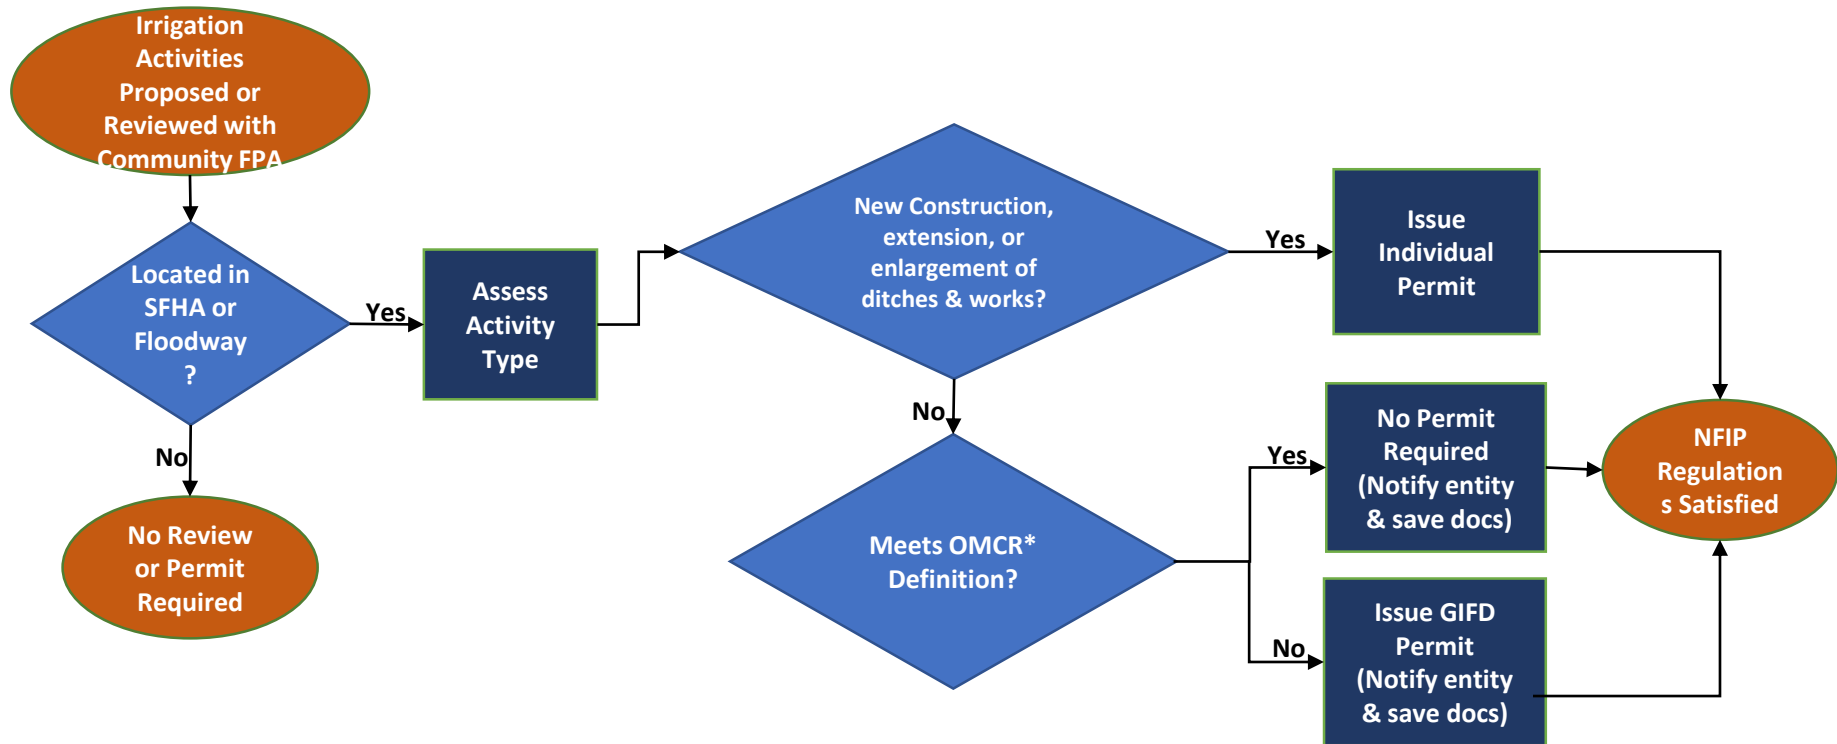 Irrigation
Activities
Proposed or
Reviewed with
Community FPA
Located in
SFHA or
Floodway
?
Yes
No
No Review
or Permit
Required
Assess
Activity
Type
New Construction,
extension, or
enlargement of
ditches & works?
Yes
No
Issue
Individual
Permit
Meets OMCR*
Definition?
Yes
No
No Permit
Required
(Notify entity
& save docs)
Issue GIFD
Permit
(Notify entity
& save docs)
NFIP
Regulation
s Satisfied